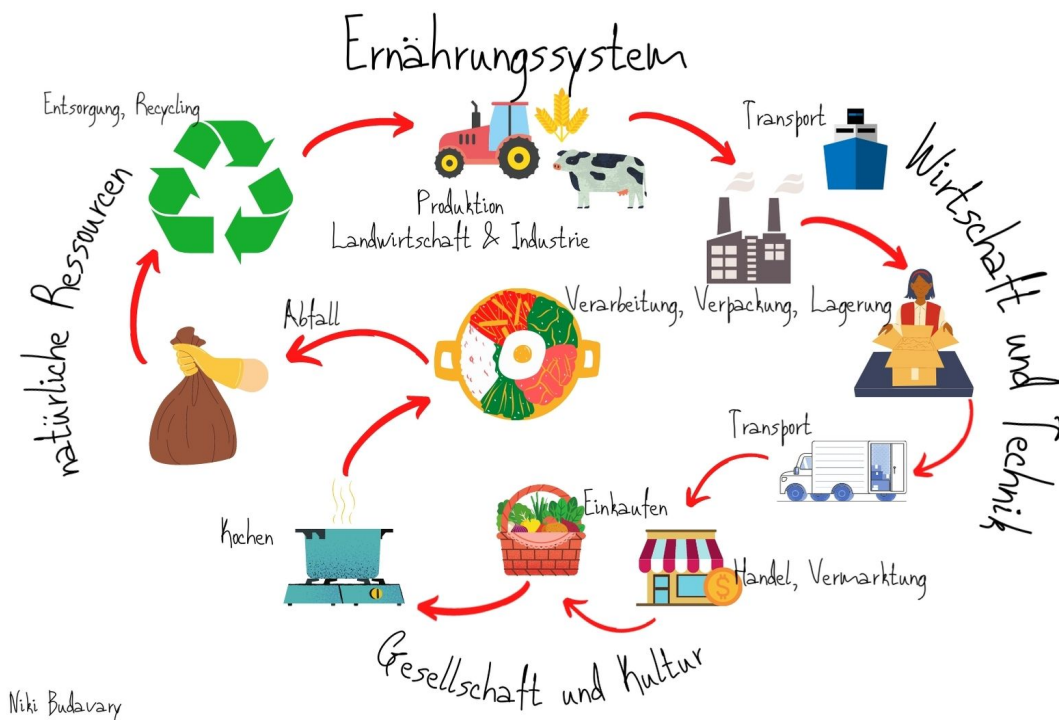 Ernährungssystem
Entsorgung, Recycling
Transport
Produktion
Landwirtschaft & Industrie
Verarbeitung, Verpackung, Lagerung
Wirtschaft und Technik
natürliche Ressourcen
Abfall
Transport
Kochen
Einkaufen
$
Handel, Vermarktung
Gesellschaft und Kultur
Niki Budavary